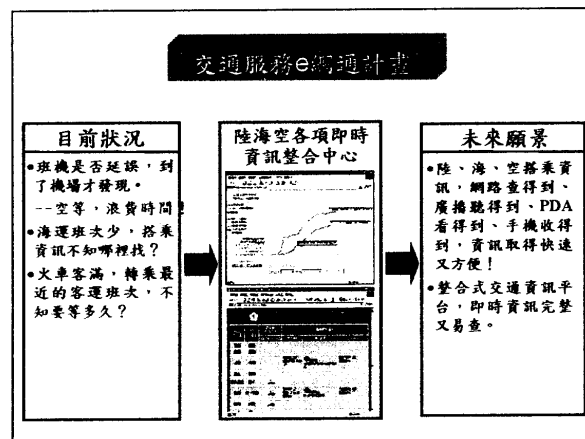 交通服務e網通計畫
目前狀況
•班機是否延誤，到
了機場才發現。
--空等，浪費時間！
•海運班次少，搭乘
資訊不知哪裡找？
•火車客滿，轉乘最
近的客運班次，不
知要等多久？
陸海空各項即時
資訊整合中心
未來願景
•陸、海、空搭乘資
訊，網路查得到、
廣播聽得到、PDA
看得到、手機收得
到，資訊取得快速
又方便！
•整合式交通資訊平
台，即時資訊完整
又易查。